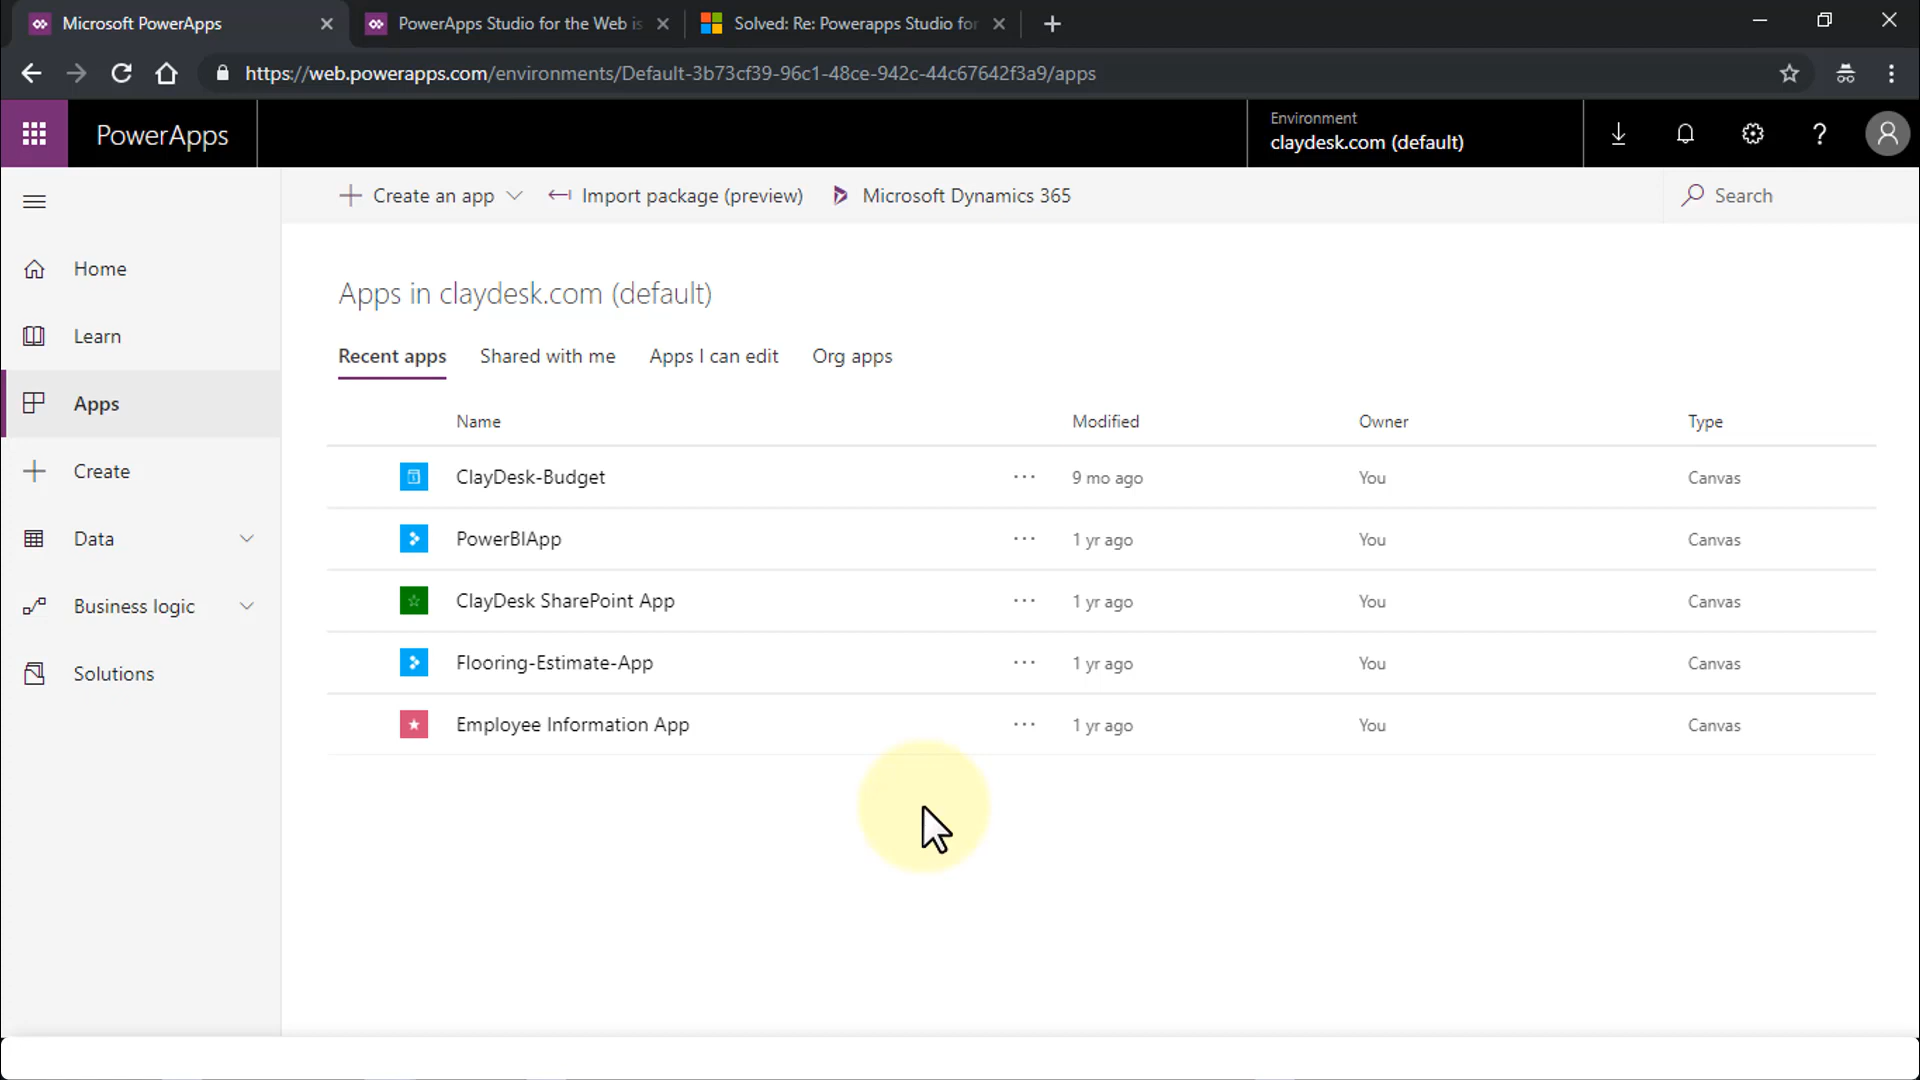 Microsoft PowerApps
PowerApps Studio for the Web is
Solved: Re: Powerapps Studio for
https://web.powerapps.com/environments/Default-3b73cf39-96c1-48ce-942c-44c67642f3a9/apps
PowerApps
Environment
claydesk.com (default)
Create an app
Import package (preview)
Microsoft Dynamics 365
Search
Home
Learn
Apps
Create
Data
Business logic
Solutions
Apps in claydesk.com (default)
Recent apps Shared with me Apps I can edit Org apps
Name Modified Owner Type
ClayDesk-Budget ... 9 mo ago You Canvas
PowerBIApp ... 1 yr ago You Canvas
ClayDesk SharePoint App ... 1 yr ago You Canvas
Flooring-Estimate-App ... 1 yr ago You Canvas
Employee Information App ... 1 yr ago You Canvas